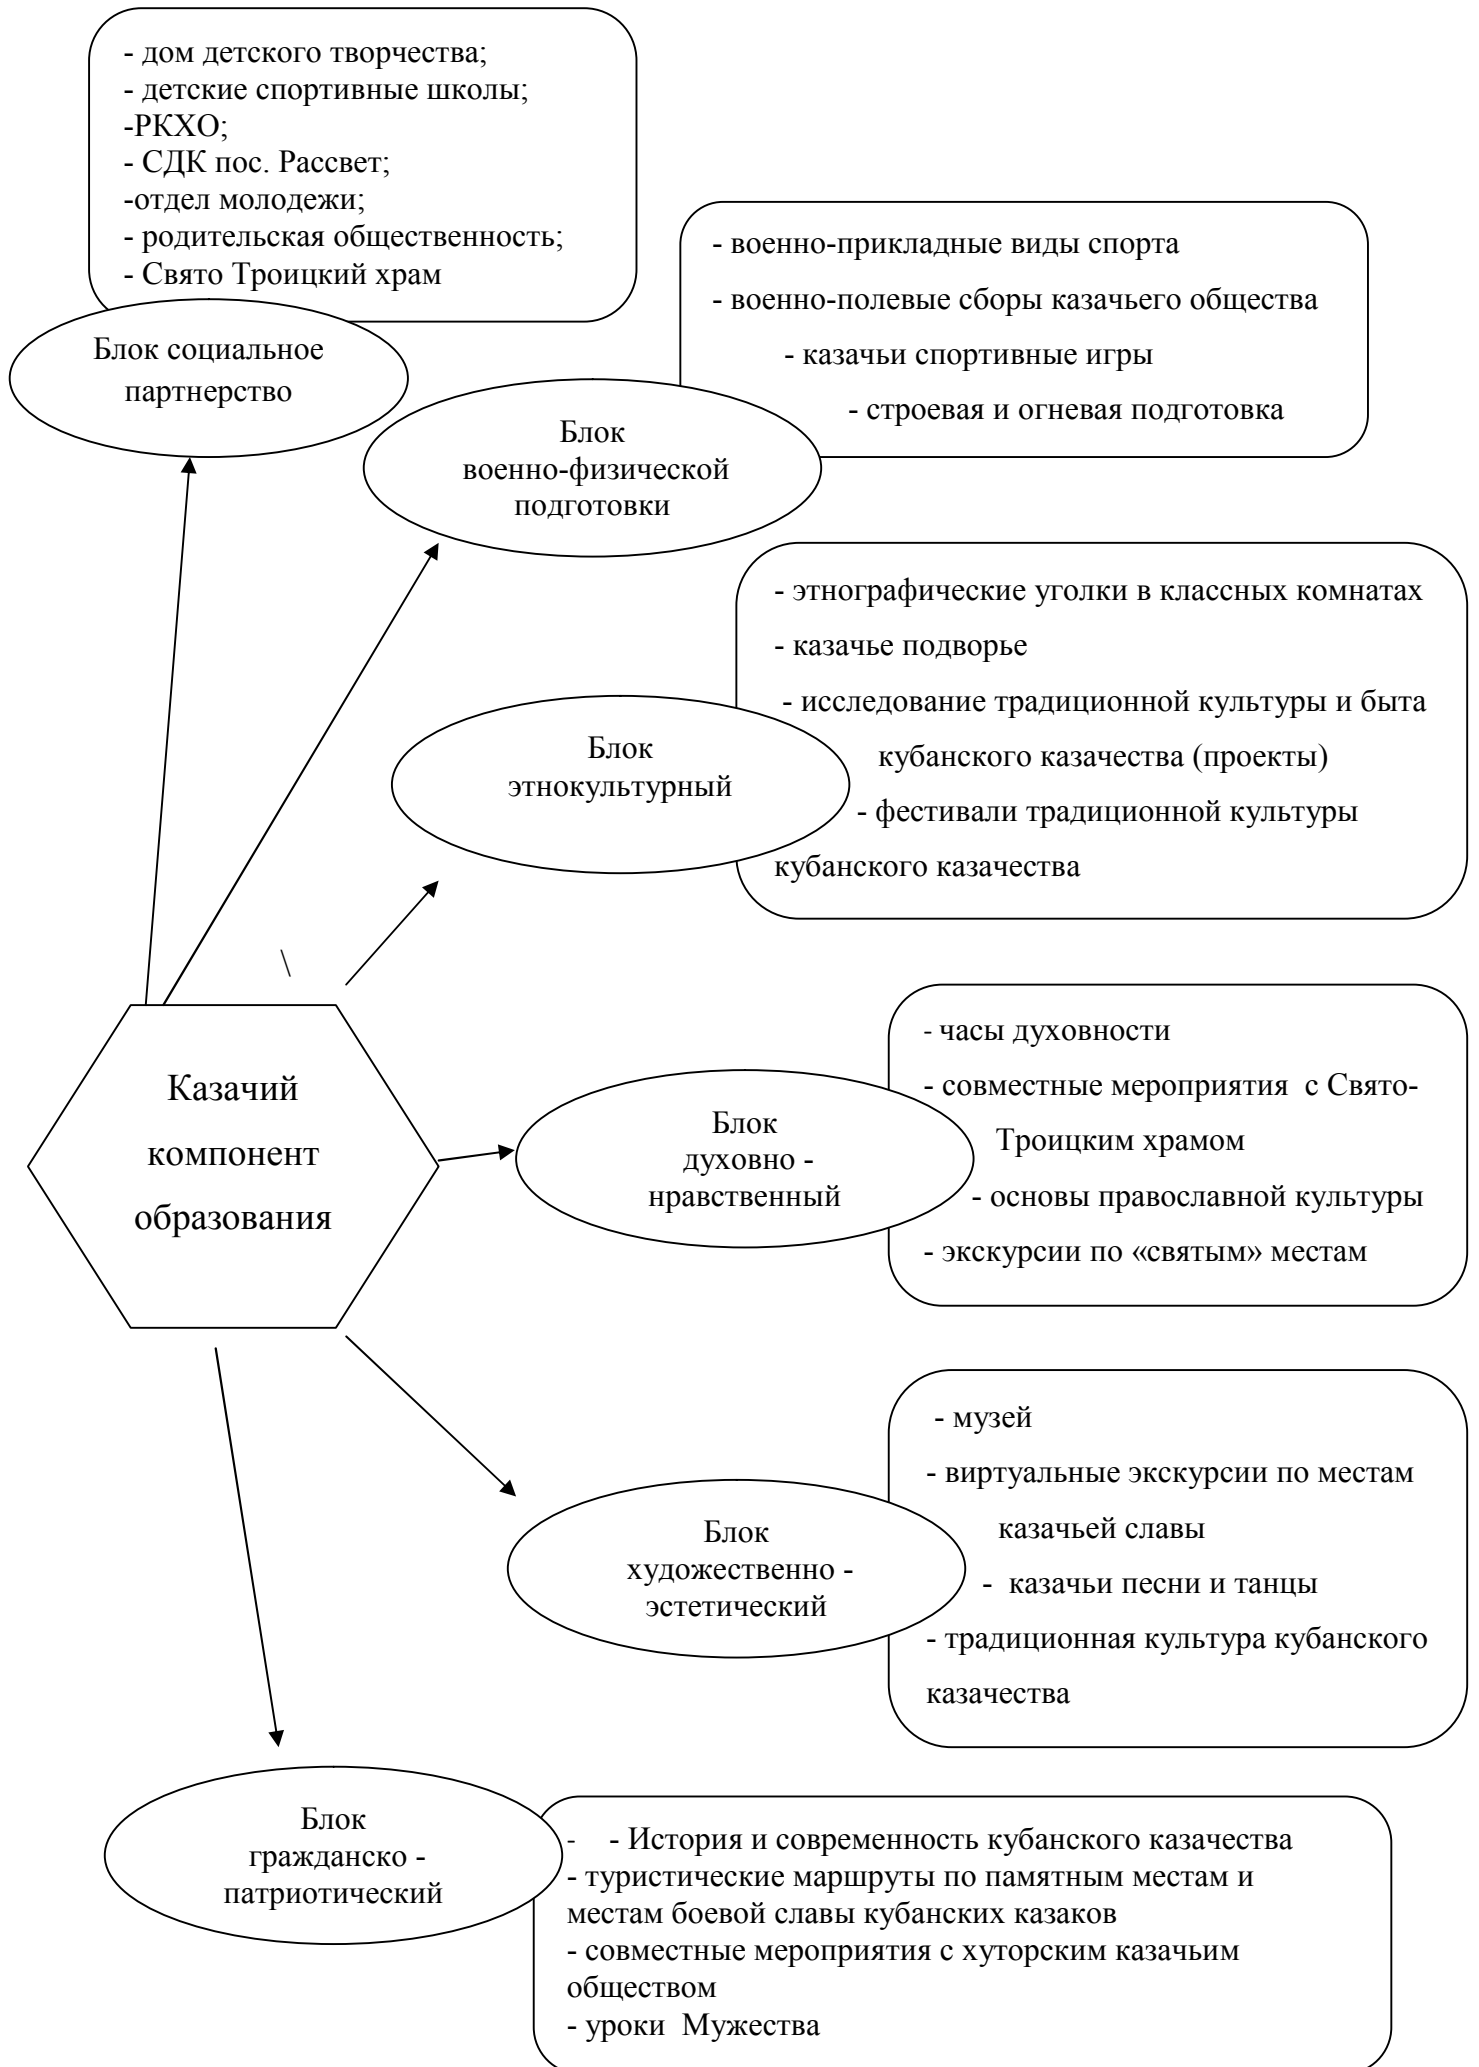 - дом детского творчества;
- детские спортивные школы;
-РКХО;
- СДК пос. Рассвет;
-отдел молодежи;
- родительская общественность;
- Свято Троицкий храм
Блок социальное
партнерство
- военно-прикладные виды спорта
- военно-полевые сборы казачьего общества
- казачьи спортивные игры
- строевая и огневая подготовка
Блок
военно-физической
подготовки
- этнографические уголки в классных комнатах
- казачье подворье
- исследование традиционной культуры и быта
кубанского казачества (проекты)
- фестивали традиционной культуры
кубанского казачества
Блок
этнокультурный
Казачий
компонент
образования
- часы духовности
- совместные мероприятия  с Свято-
Троицким храмом
- основы православной культуры
- экскурсии по «святым» местам
Блок
духовно -
нравственный
- музей
- виртуальные экскурсии по местам
казачьей славы
-  казачьи песни и танцы
- традиционная культура кубанского
казачества
Блок
художественно -
эстетический
Блок
гражданско -
патриотический
-    - История и современность кубанского казачества
- туристические маршруты по памятным местам и
местам боевой славы кубанских казаков
- совместные мероприятия с хуторским казачьим
обществом
- уроки  Мужества